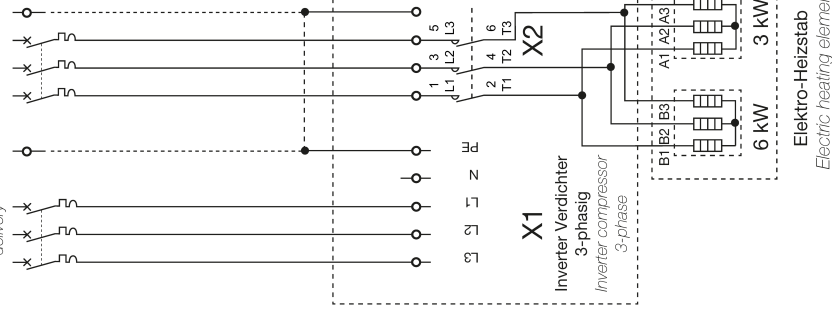 5 L3
6 T3
3 L2
4 T2
1 L1
2 T1
X2
A3
A2
A1
3 kW
B3
B2
B1
6 kW
Elektro-Heizstab
PE
N
L1
L2
L3
X1
Inverter Verdichter
3-phasig
Inverter compressor
3-phase
Electric heating
delivery